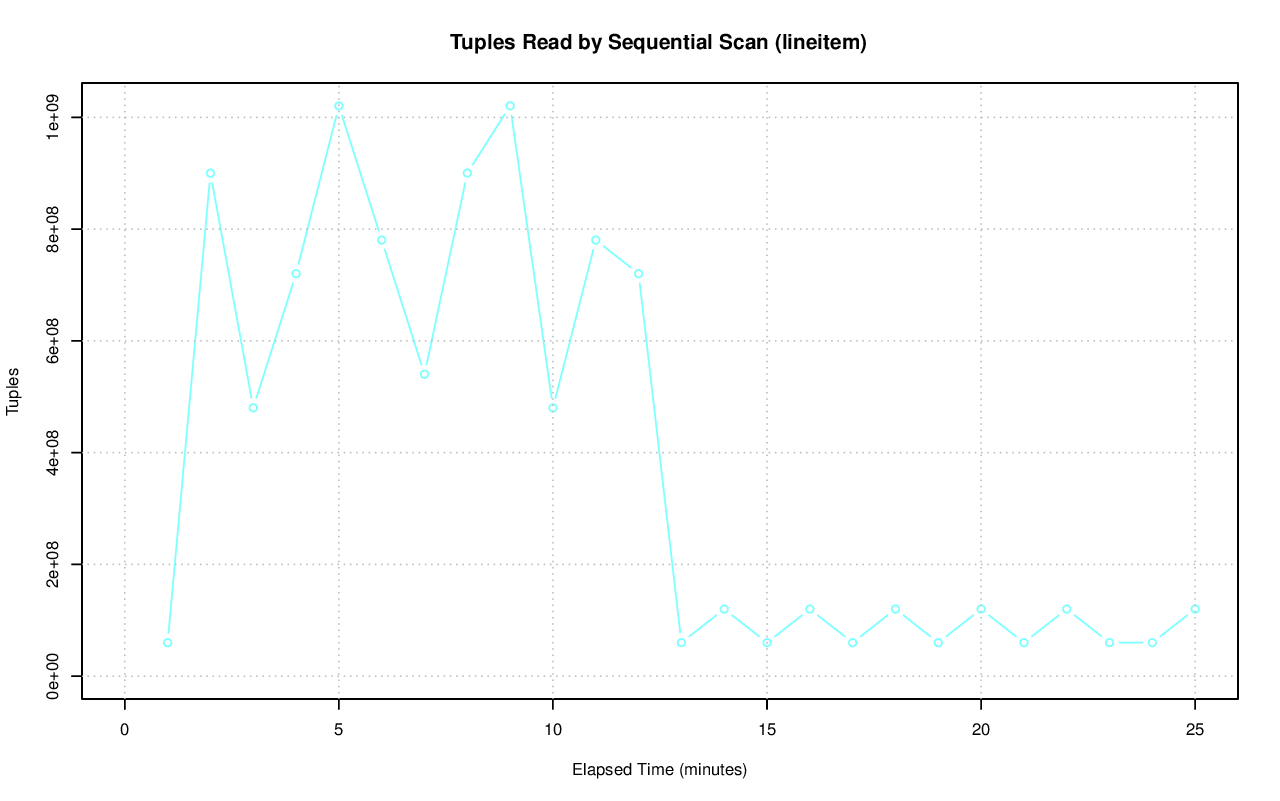 Tuples Read by Sequential Scan (lineitem)
1e+09
8e+08
6e+08
4e+08
2e+08
0e+00
Tuples
0 5 10 15 20 25
Elapsed Time (minutes)